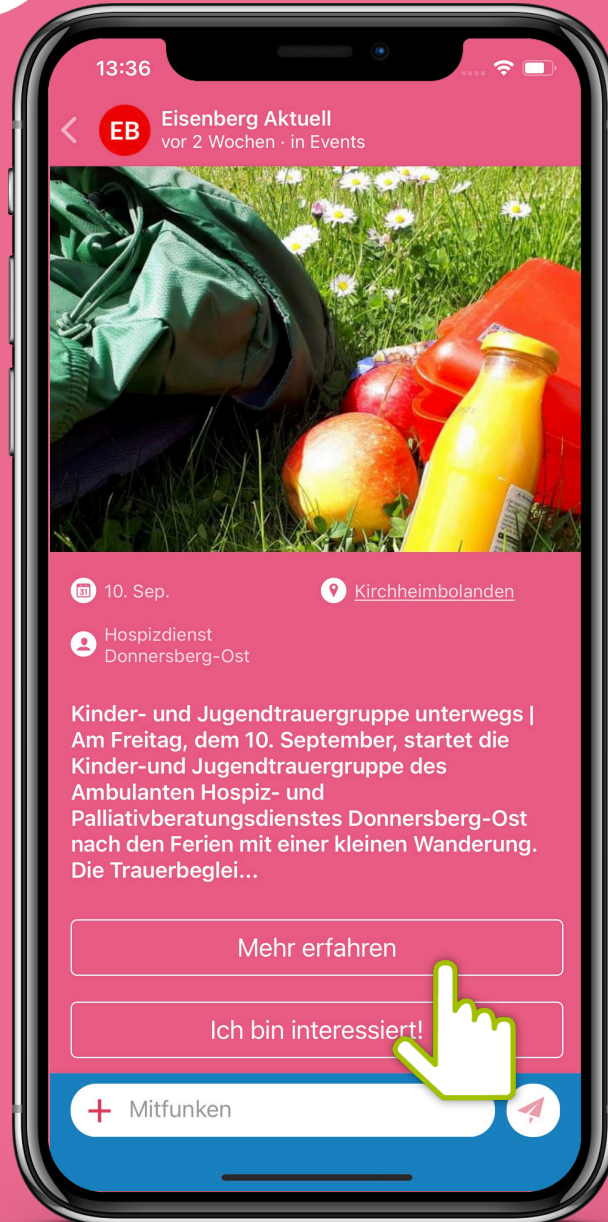 13:36
EB
Eisenberg Aktuell
vor 2 Wochen · in Events
31
10. Sep.
Kirchheimbolanden
Hospizdienst
Donnersberg-Ost
Kinder- und Jugendtrauergruppe unterwegs |
Am Freitag, dem 10. September, startet die
Kinder-und Jugendtrauergruppe des
Ambulanten Hospiz- und
Palliativberatungsdienstes Donnersberg-Ost
nach den Ferien mit einer kleinen Wanderung.
Die Trauerbeglei...
Mehr erfahren
Ich bin interessiert!
+ Mitfunken